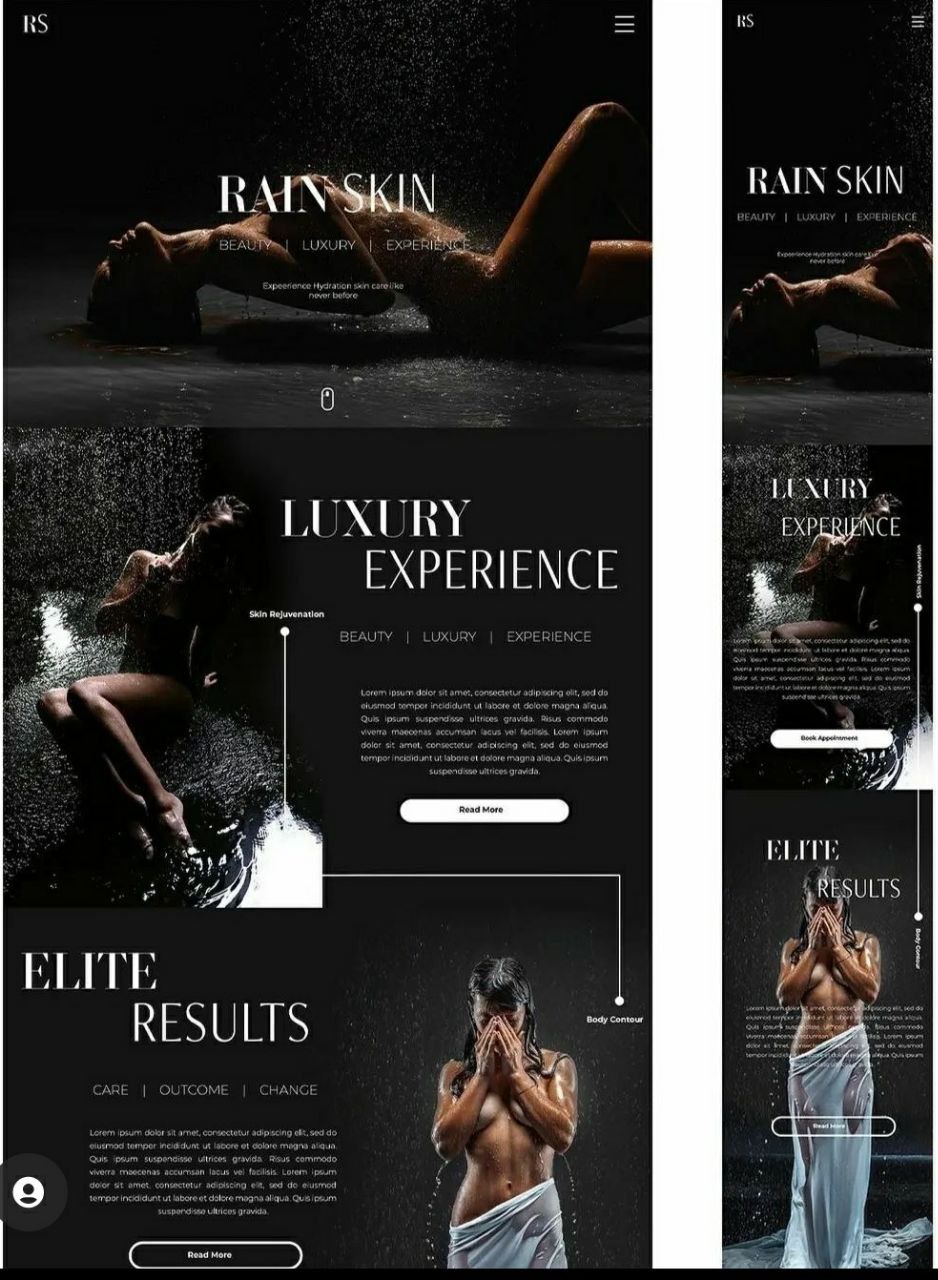 RS
RAIN SKIN
BEAUTY | LUXURY | EXPERIENCE
Expeerience Hydration skin care like
never before
LUXURY
EXPERIENCE
Skin Rejuvenation
BEAUTY | LUXURY | EXPERIENCE
Lorem ipsum dolor sit amet, consectetur adipiscing elit, sed do
eiusmod tempor incididunt ut labore et dolore magna aliqua.
Quis ipsum suspendisse ultrices gravida. Risus commodo
viverra maecenas accumsan lacus vel facilisis. Lorem ipsum
dolor sit amet, consectetur adipiscing elit, sed do eiusmod
tempor incididunt ut labore et dolore magna aliqua. Quis ipsum
suspendisse ultrices gravida.
Read More
ELITE
RESULTS
Body Contour
CARE | OUTCOME | CHANGE
Lorem ipsum dolor sit amet, consectetur adipiscing elit, sed do
eiusmod tempor incididunt ut labore et dolore magna aliqua.
Quis ipsum suspendisse ultrices gravida. Risus commodo
viverra maecenas accumsan lacus vel facilisis. Lorem ipsum
dolor sit amet, consectetur adipiscing elit, sed do eiusmod
tempor incididunt ut labore et dolore magna aliqua. Quis ipsum
suspendisse ultrices gravida.
Read More
RS
RAIN SKIN
BEAUTY | LUXURY | EXPERIENCE
Expeerience Hydration skin care like
never before
LUXURY
EXPERIENCE
Skin Rejuvenation
Lorem ipsum dolor sit amet, consectetur adipiscing elit, sed do
eiusmod tempor incididunt ut labore et dolore magna aliqua.
Quis ipsum suspendisse ultrices gravida. Risus commodo
viverra maecenas accumsan lacus vel facilisis. Lorem ipsum
dolor sit amet, consectetur adipiscing elit, sed do eiusmod
tempor incididunt ut labore et dolore magna aliqua. Quis ipsum
suspendisse ultrices gravida.
Book Appointment
ELITE
RESULTS
Body Contour
Lorem ipsum dolor sit amet, consectetur adipiscing elit, sed do
eiusmod tempor incididunt ut labore et dolore magna aliqua.
Quis ipsum suspendisse ultrices gravida. Risus commodo
viverra maecenas accumsan lacus vel facilisis. Lorem ipsum
dolor sit amet, consectetur adipiscing elit, sed do eiusmod
tempor incididunt ut labore et dolore magna aliqua. Quis ipsum
Read More